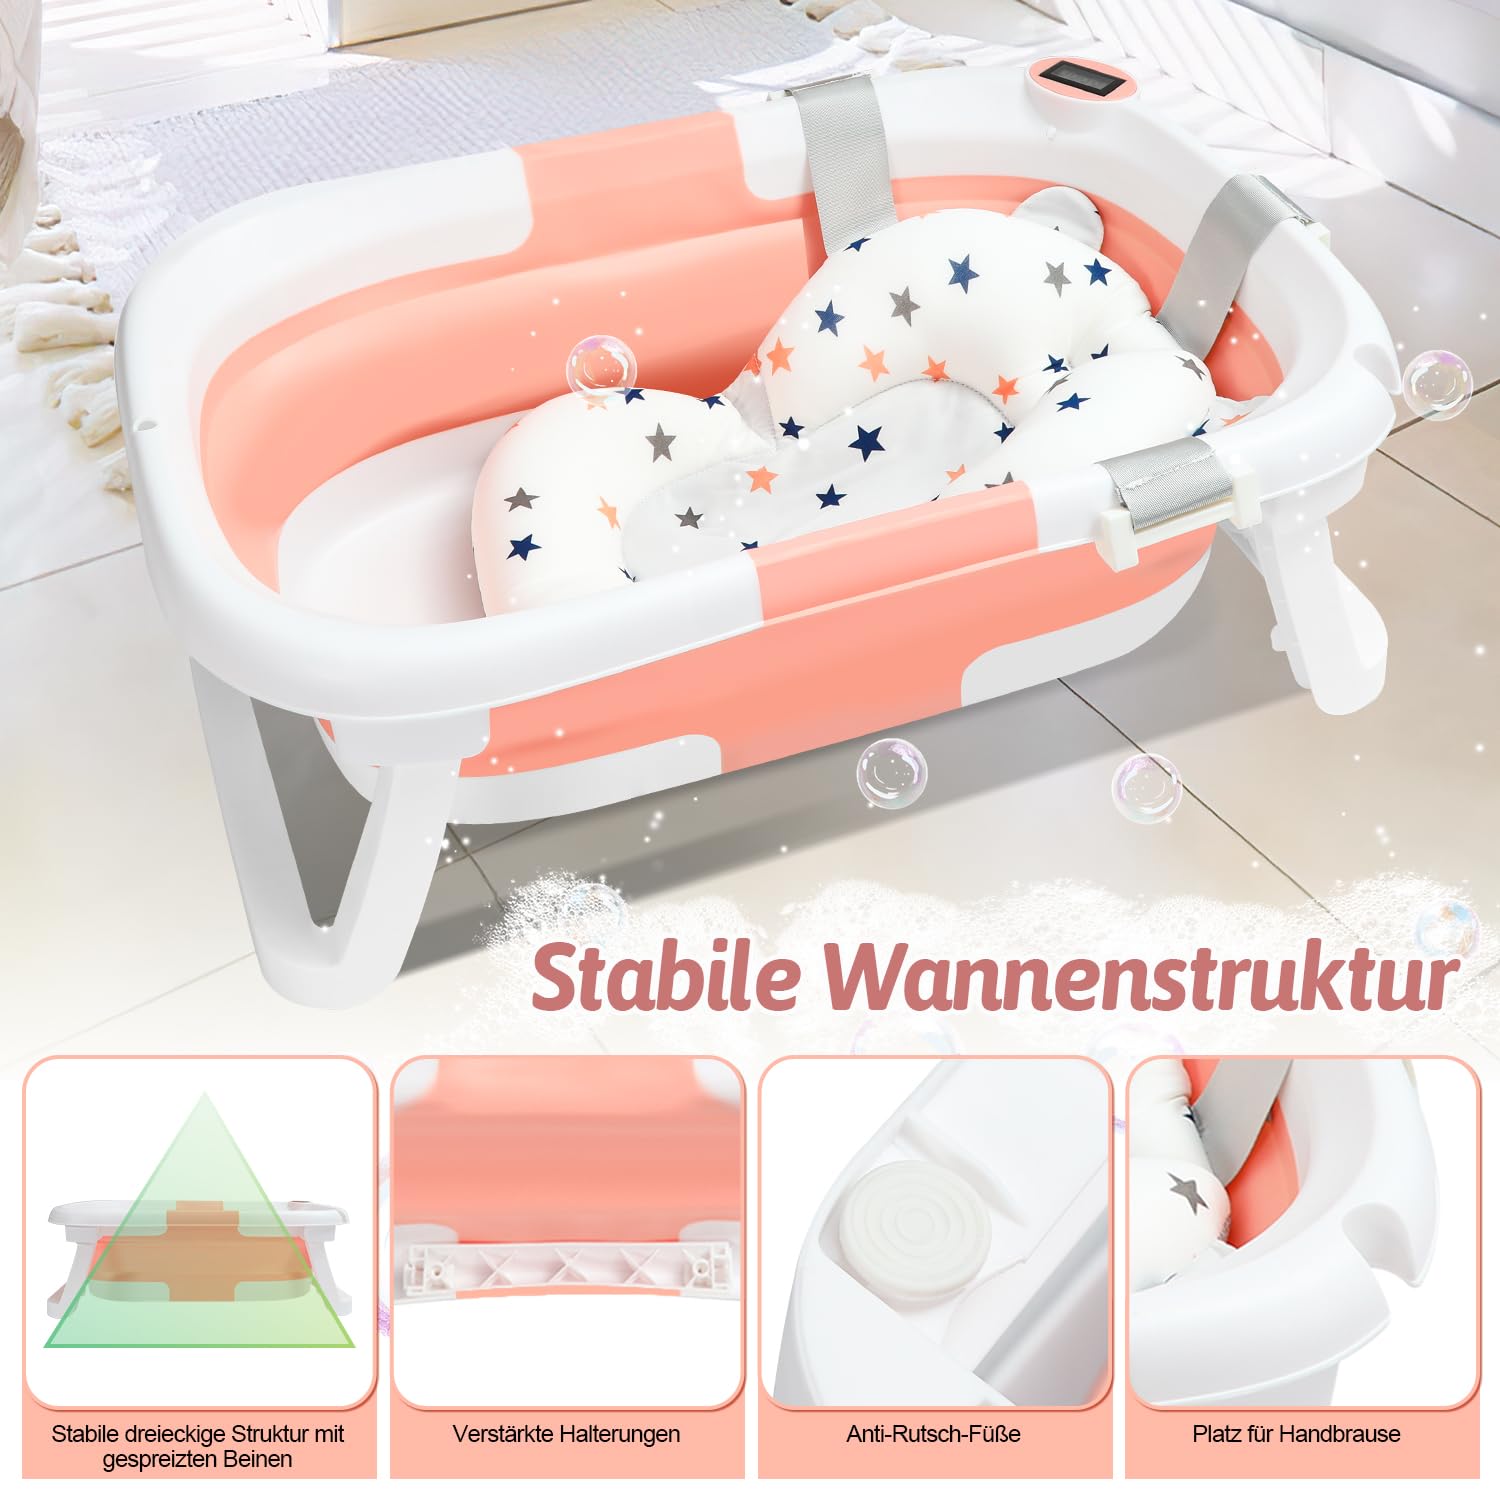 Stabile Wannenstruktur
Stabile dreieckige Struktur mit
gespreizten Beinen
Verstärkte Halterungen
Anti-Rutsch-Füße
Platz für Handbrause